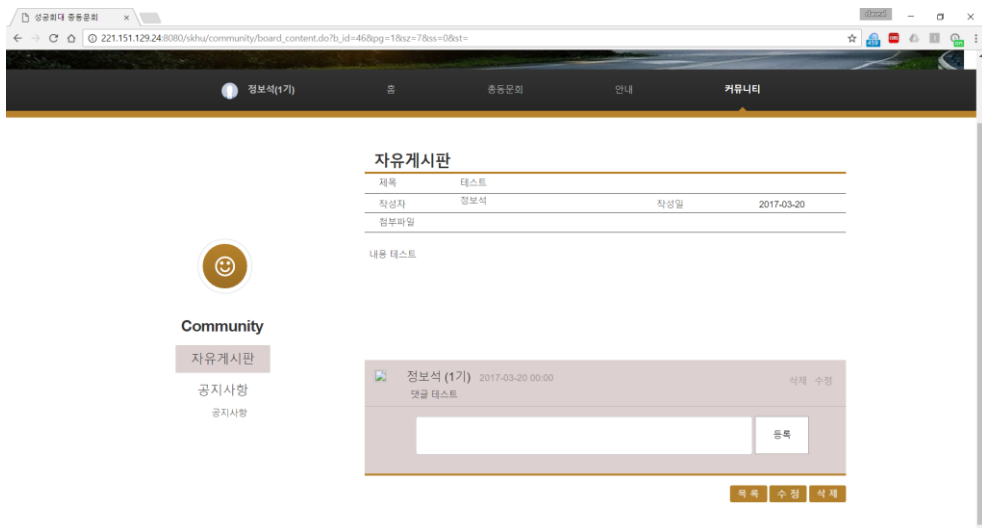 성공회대 총동문회
221.151.129.24:8080/skhu/community/board_content.do?b_id=46&pg=1&sz=7&ss=0&st=
정보석(1기) 홈 총동문회 안내 커뮤니티
자유게시판
제목 테스트
작성자 정보석 작성일 2017-03-20
첨부파일
내용 테스트
Community
자유게시판
공지사항
공지사항
정보석 (1기) 2017-03-20 00:00 삭제 수정
댓글 테스트
등록
목록 수정 삭제